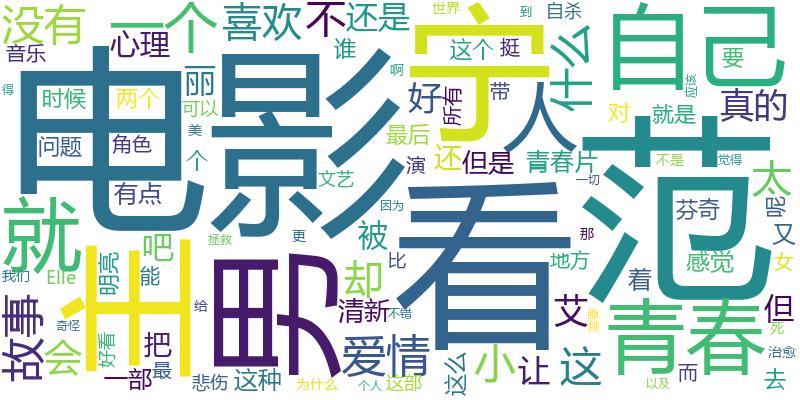 没有
一个
喜欢
不
还是
世界
到
自杀
音乐
心理
谁
宁
这个
挺
什么
自己
要
得
时候
两个
丽
可以
啊
好
所有
带
人
应该
电影
美
最后
还
但是
青春片
对
就是
真的
问题
角色
个
文艺
演
看
一切
范
不是
觉得
太
有点
因为
芬奇
呢
就
主
吧
拯救
更
被
比
地方
那
感觉
又
我们
Elle
明亮
能
男
却
着
女
故事
奇怪
给
清新
不错
艾
需要
青春
但
会
好看
把
爱情
小
让
这
死
一部
最
悲伤
这种
为什么
个人
这部
这么
以及
而
治愈
去